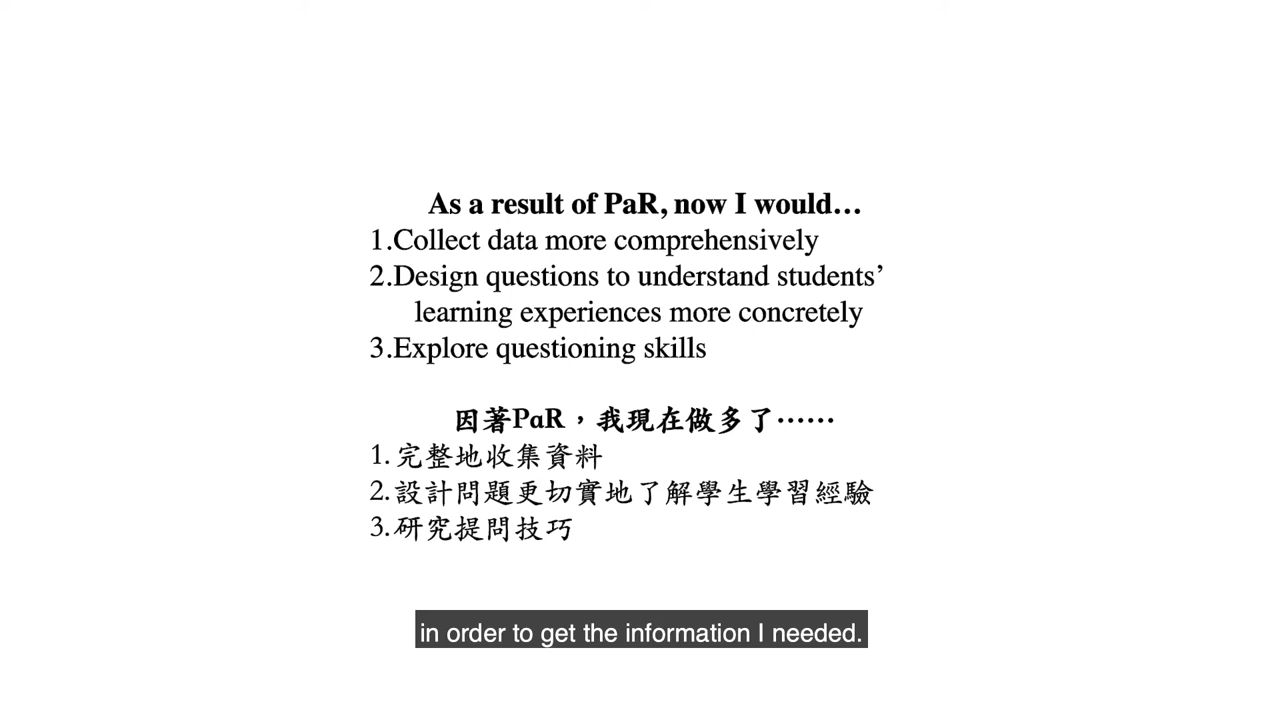 As a result of PaR, now I would…
1.Collect data more comprehensively
2.Design questions to understand students’
learning experiences more concretely
3.Explore questioning skills
因著PaR，我現在做多了……
1. 完整地收集資料
2. 設計問題更切實地了解學生學習經驗
3. 研究提問技巧
in order to get the information I needed.